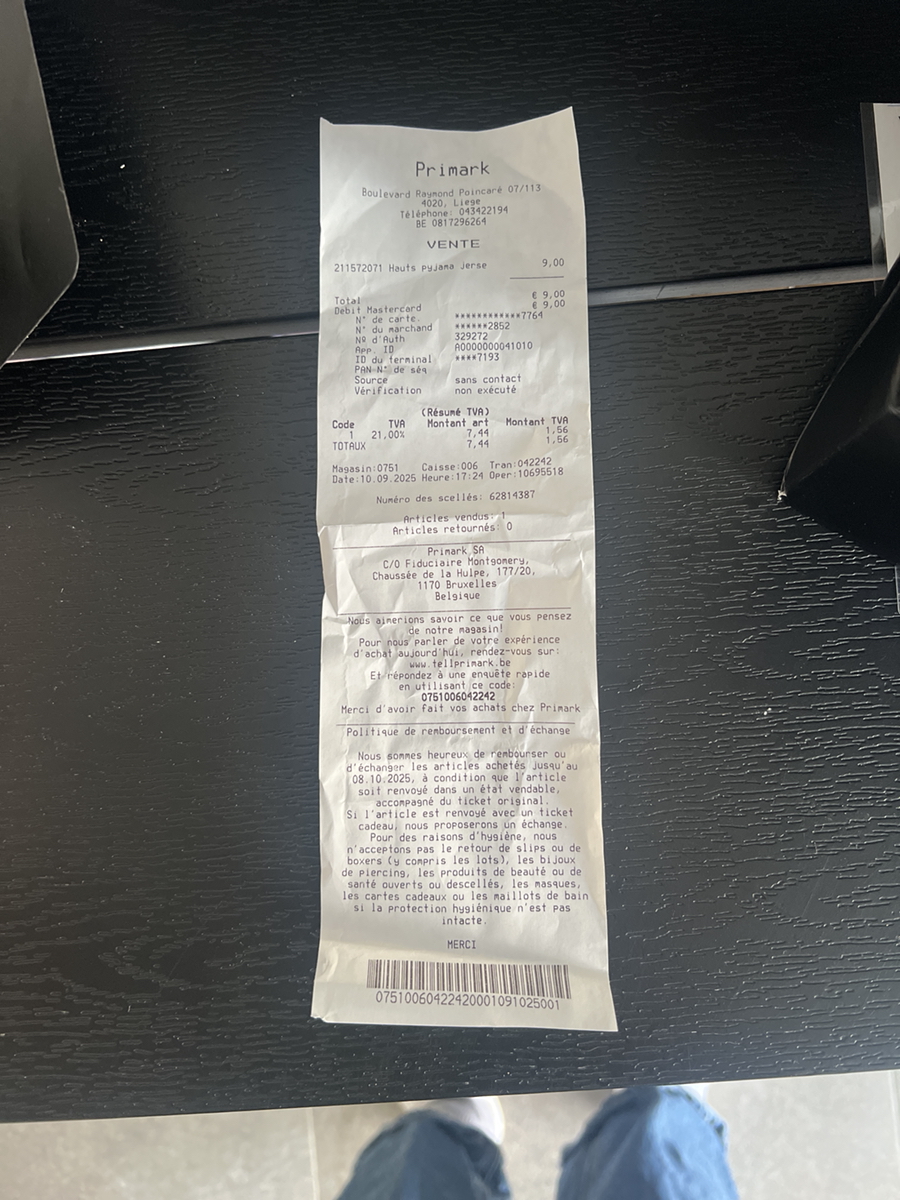 Primark
Boulevard Raymond Poincaré 07/113
4020, Liege
Téléphone: 043422194
BE 0817296264
VENTE
211572071 Hauts pyjama jerse 9,00
Total € 9,00
Debit Mastercard € 9,00
N° de carte. ************7764
N° du marchand ******2852
Nº d'Auth 329272
App. ID A0000000041010
ID du terminal ****7193
PAN N° de séq
Source sans contact
Vérification non exécuté
(Résumé TVA)
Code TVA Montant art Montant TVA
1 21,00% 7,44 1,56
TOTAUX 7,44 1,56
Magasin:0751 Caisse:006 Tran:042242
Date:10.09.2025 Heure:17:24 Oper:10695518
Numéro des scellés: 62814387
Articles vendus: 1
Articles retournés: 0
Primark SA
C/O Fiduciaire Montgomery,
Chaussée de la Hulpe, 177/20,
1170 Bruxelles
Belgique
Nous aimerions savoir ce que vous pensez
de notre magasin!
Pour nous parler de votre expérience
d'achat aujourd'hui, rendez-vous sur:
www.tellprimark.be
Et répondez à une enquête rapide
en utilisant ce code:
0751006042242
Merci d'avoir fait vos achats chez Primark
Politique de remboursement et d'échange
Nous sommes heureux de rembourser ou
d'échanger les articles achetés jusqu'au
08.10.2025, à condition que l'article
soit renvoyé dans un état vendable,
accompagné du ticket original.
Si l'article est renvoyé avec un ticket
cadeau, nous proposerons un échange.
Pour des raisons d'hygiène, nous
n'acceptons pas le retour de slips ou de
boxers (y compris les lots), les bijoux
de piercing, les produits de beauté ou de
santé ouverts ou descellés, les masques,
les cartes cadeaux ou les maillots de bain
si la protection hygiénique n'est pas
intacte.
MERCI
07510060422420001091025001